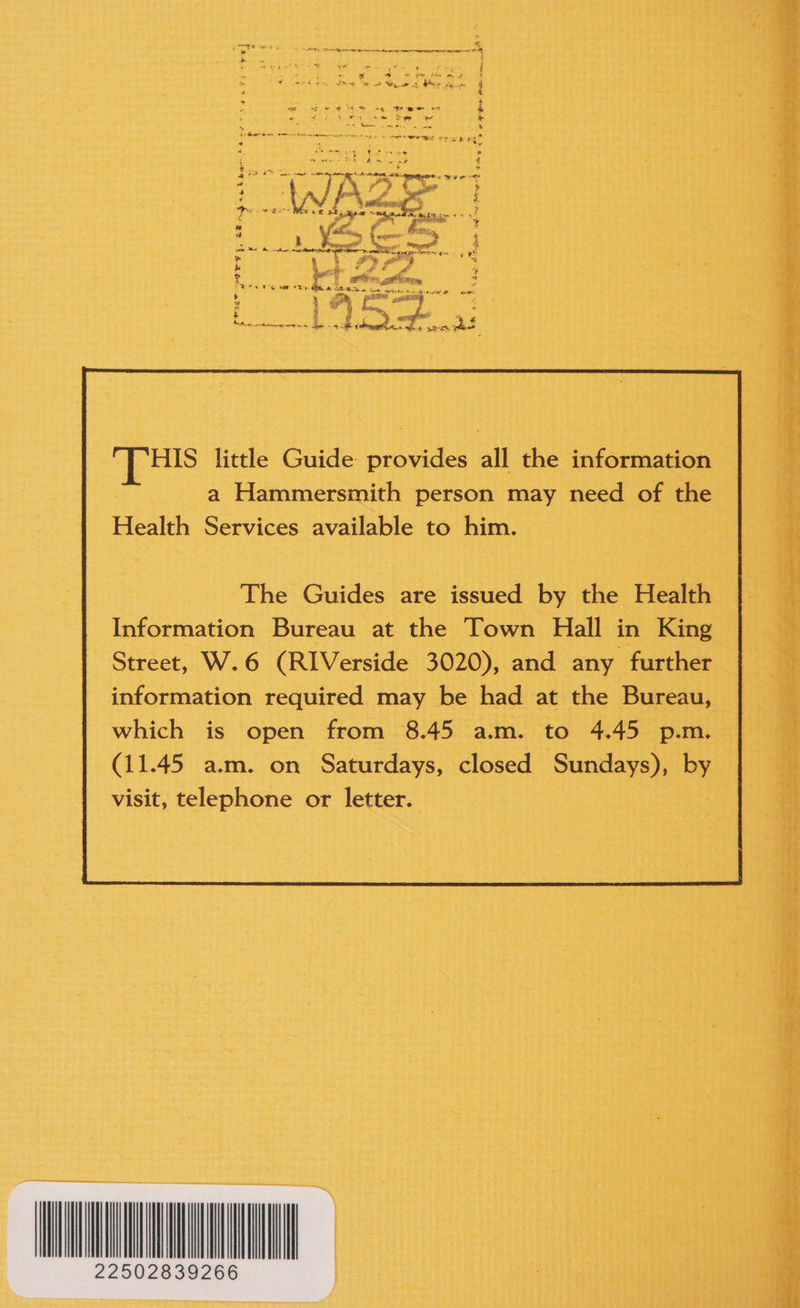 WA28
.BE5
H22
1957
THIS little Guide provides all the information
a Hammersmith person may need of the
Health Services available to him.
The Guides are issued by the Health
Information Bureau at the Town Hall in King
Street, W.6 (RIVerside 3020), and any further
information required may be had at the Bureau,
which is open from 8.45 a.m. to 4.45 p.m.
(11.45 a.m. on Saturdays, closed Sundays), by
visit, telephone or letter.
22502839266